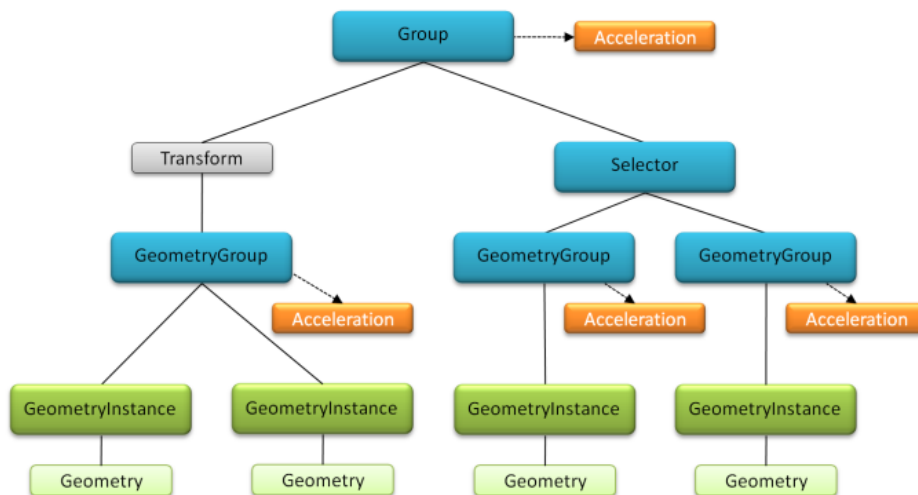 Group
Acceleration
Transform
Selector
GeometryGroup
GeometryGroup
GeometryGroup
Acceleration
Acceleration
Acceleration
GeometryInstance
GeometryInstance
GeometryInstance
GeometryInstance
Geometry
Geometry
Geometry
Geometry